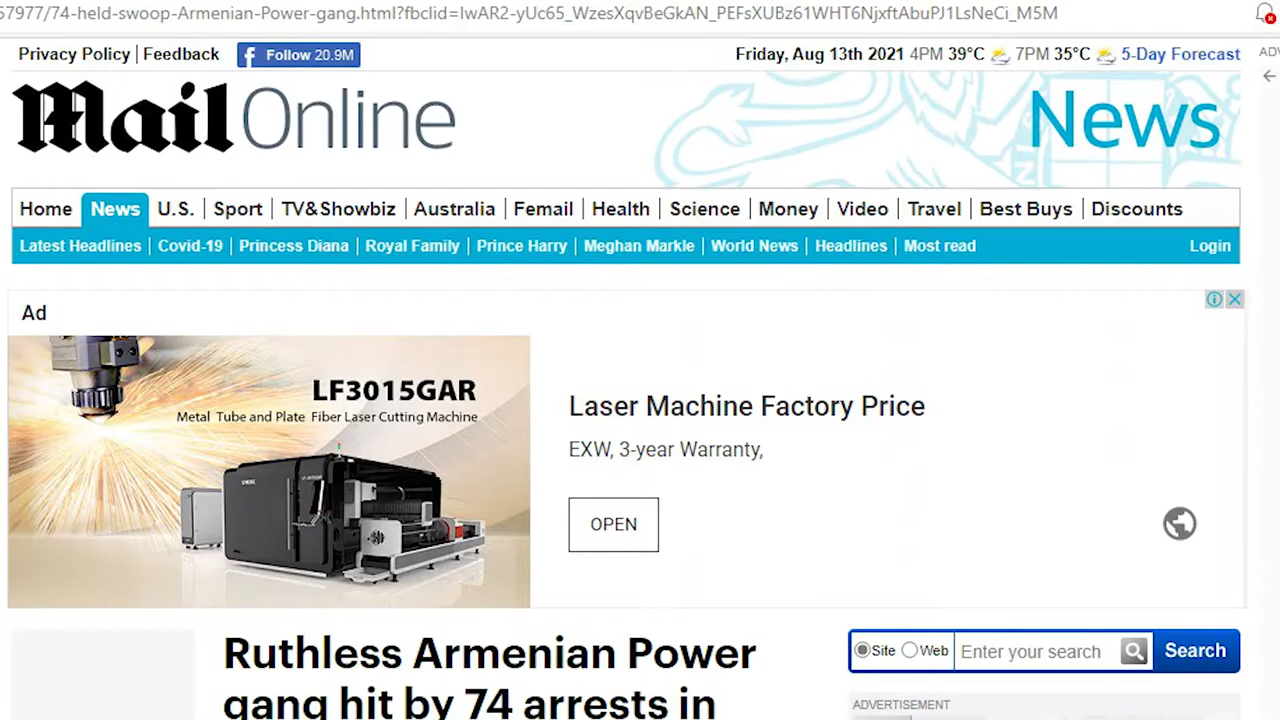 57977/74-held-swoop-Armenian-Power-gang.html?fbclid=IwAR2-yUc65_WzesXqvBeGkAN_PEFsXUBz61WHT6NjxftAbuPJ1LsNeCi_M5M
Privacy Policy | Feedback Follow 20.9M Friday, Aug 13th 2021 4PM 39°C 7PM 35°C 5-Day Forecast
Mail Online News
Home News U.S. Sport TV&Showbiz Australia Femail Health Science Money Video Travel Best Buys Discounts
Latest Headlines Covid-19 Princess Diana Royal Family Prince Harry Meghan Markle World News Headlines Most read Login
Ad
LF3015GAR
Metal Tube and Plate Fiber Laser Cutting Machine
Laser Machine Factory Price
EXW, 3-year Warranty,
OPEN
Ruthless Armenian Power
gang hit by 74 arrests in
Site Web Enter your search Search
ADVERTISEMENT